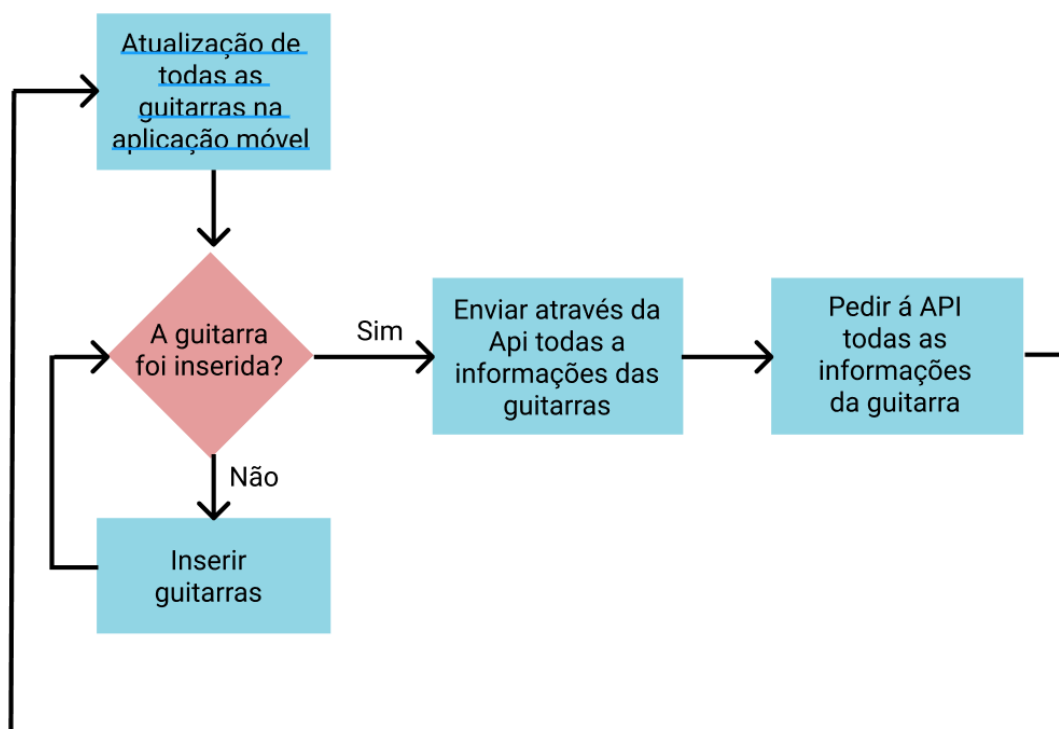 Atualização de
todas as
guitarras na
aplicação móvel
A guitarra
foi inserida?
Sim
Enviar através da
Api todas a
informações das
guitarras
Pedir á API
todas as
informações
da guitarra
Não
Inserir
guitarras